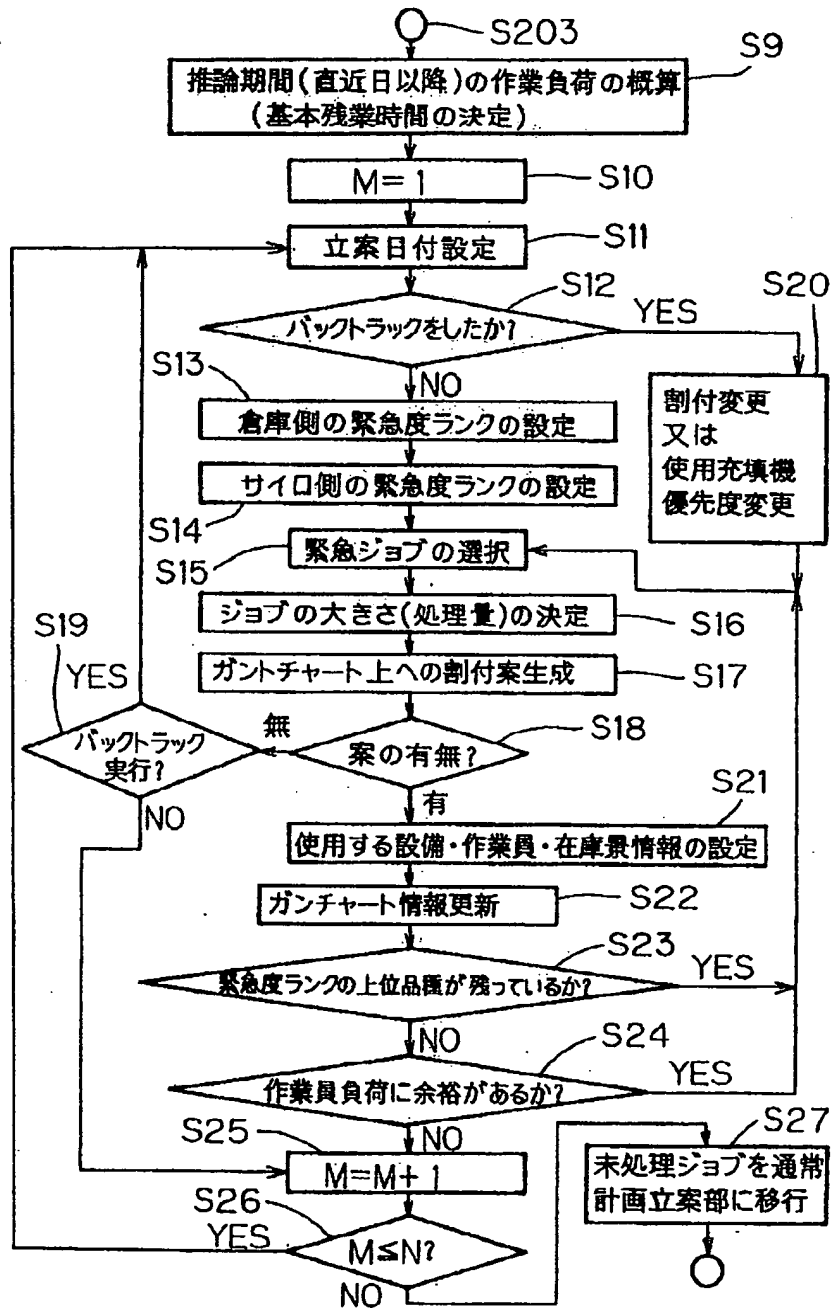 S203
S9
推論期間(直近日以降)の作業負荷の概算
(基本残業時間の決定)
M=1
S10
立案日付設定
S11
S12
バックトラックをしたか?
YES
S20
NO
S13
倉庫側の緊急度ランクの設定
割付変更
又は
使用充填機
優先度変更
サイロ側の緊急度ランクの設定
S14
緊急ジョブの選択
S15
ジョブの大きさ(処理量)の決定
S16
ガントチャート上への割付案生成
S17
S19
YES
バックトラック
実行?
NO
無
案の有無?
S18
有
S21
使用する設備・作業員・在庫景情報の設定
ガンチャート情報更新
S22
S23
緊急度ランクの上位品種が残っているか?
YES
NO
S24
作業員負荷に余裕があるか?
YES
NO
S25
M=M+1
S27
未処理ジョブを通常
計画立案部に移行
S26
YES
M≦N?
NO